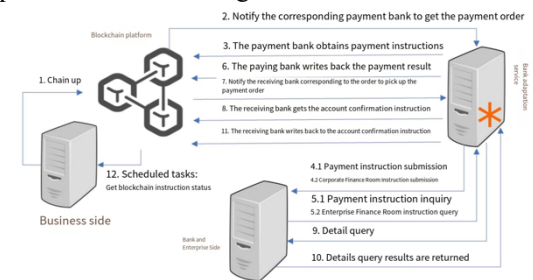 2. Notify the corresponding payment bank to get the payment order
Blockchain platform
3. The payment bank obtains payment instructions
6. The paying bank writes back the payment result
1. Chain up
7. Notify the receiving bank corresponding to the order to pick up the
payment order
Bank adaptation
service
8. The receiving bank gets the account confirmation instruction
11. The receiving bank writes back to the account confirmation instruction
12. Scheduled tasks:
Get blockchain instruction status
4.1 Payment instruction submission
4.2 Corporate Finance Room instruction submission
5.1 Payment instruction inquiry
5.2 Enterprise Finance Room instruction query
Business side
9. Detail query
Bank and
Enterprise Side
10. Details query results are returned